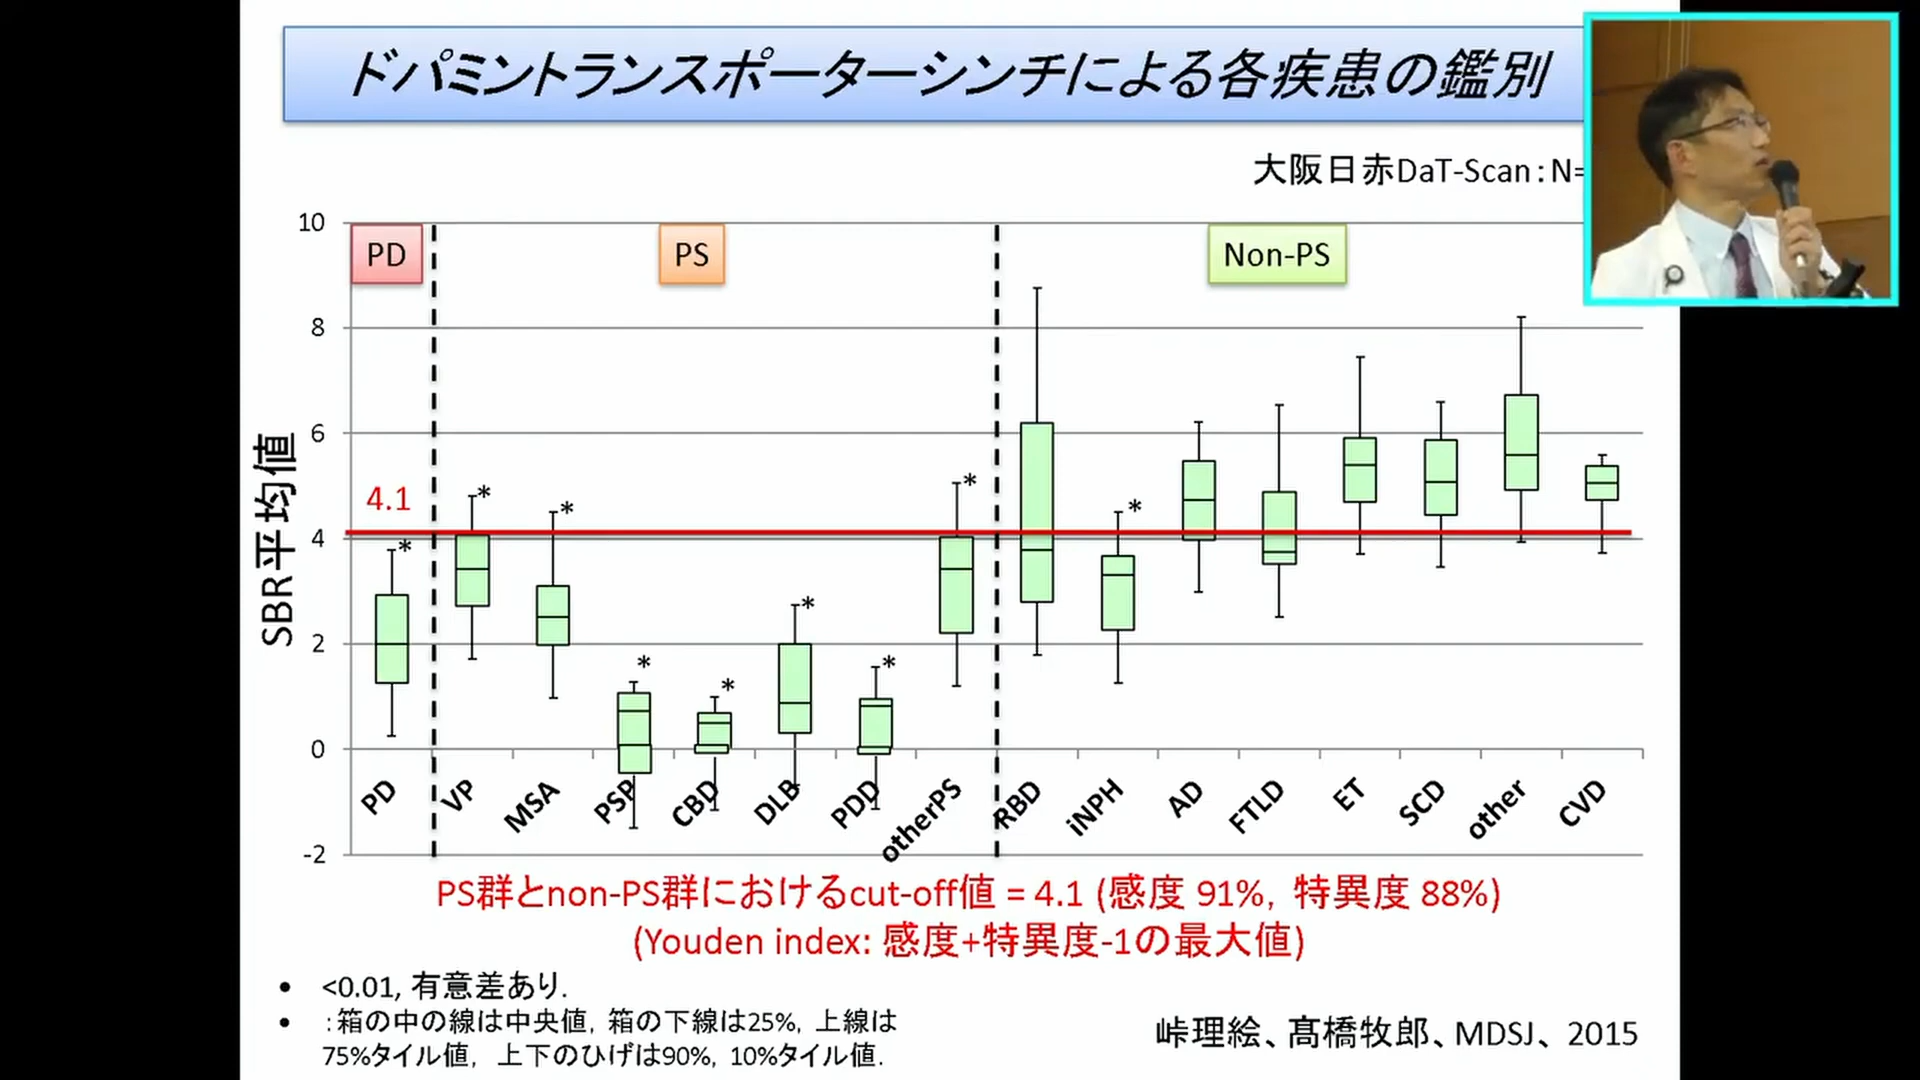 ドパミントランスポーターシンチによる各疾患の鑑別
大阪日赤DaT-Scan：N=
10
PD
PS
Non-PS
8
6
4.1
4
2
0
-2
SBR平均値
*
*
*
*
*
*
*
*
*
PD
VP
MSA
PSP
CBD
DLB
PDD
otherPS
RBD
iNPH
AD
FTLD
ET
SCD
other
CVD
PS群とnon-PS群におけるcut-off値 = 4.1 (感度 91%, 特異度 88%)
(Youden index: 感度+特異度-1の最大値)
• <0.01, 有意差あり.
• :箱の中の線は中央値, 箱の下線は25%, 上線は
75%タイル値, 上下のひげは90%, 10%タイル値.
峠理絵、髙橋牧郎、MDSJ、2015